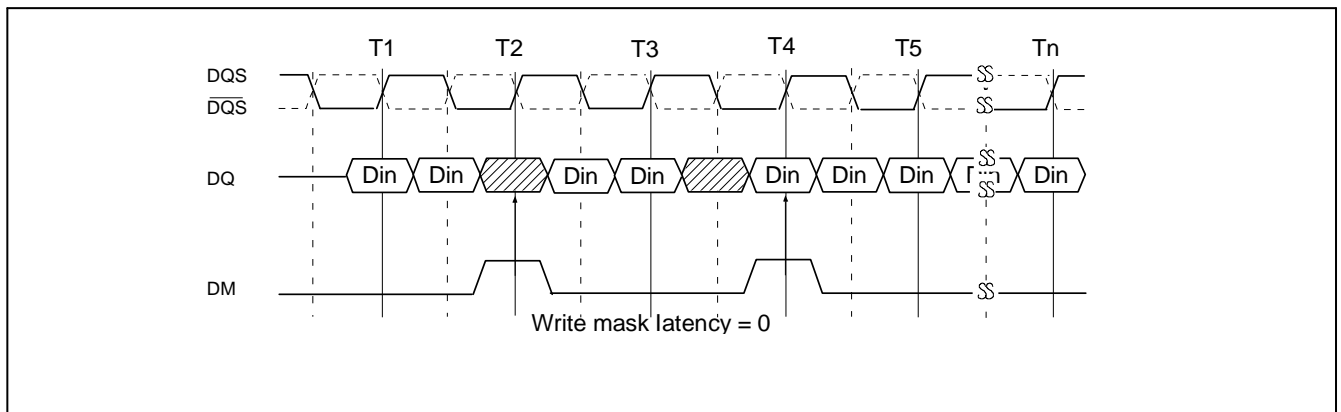 T1 T2 T3 T4 T5 Tn
DQS
D̅Q̅S̅
DQ Din Din Din Din Din Din Din Din
DM
Write mask latency = 0